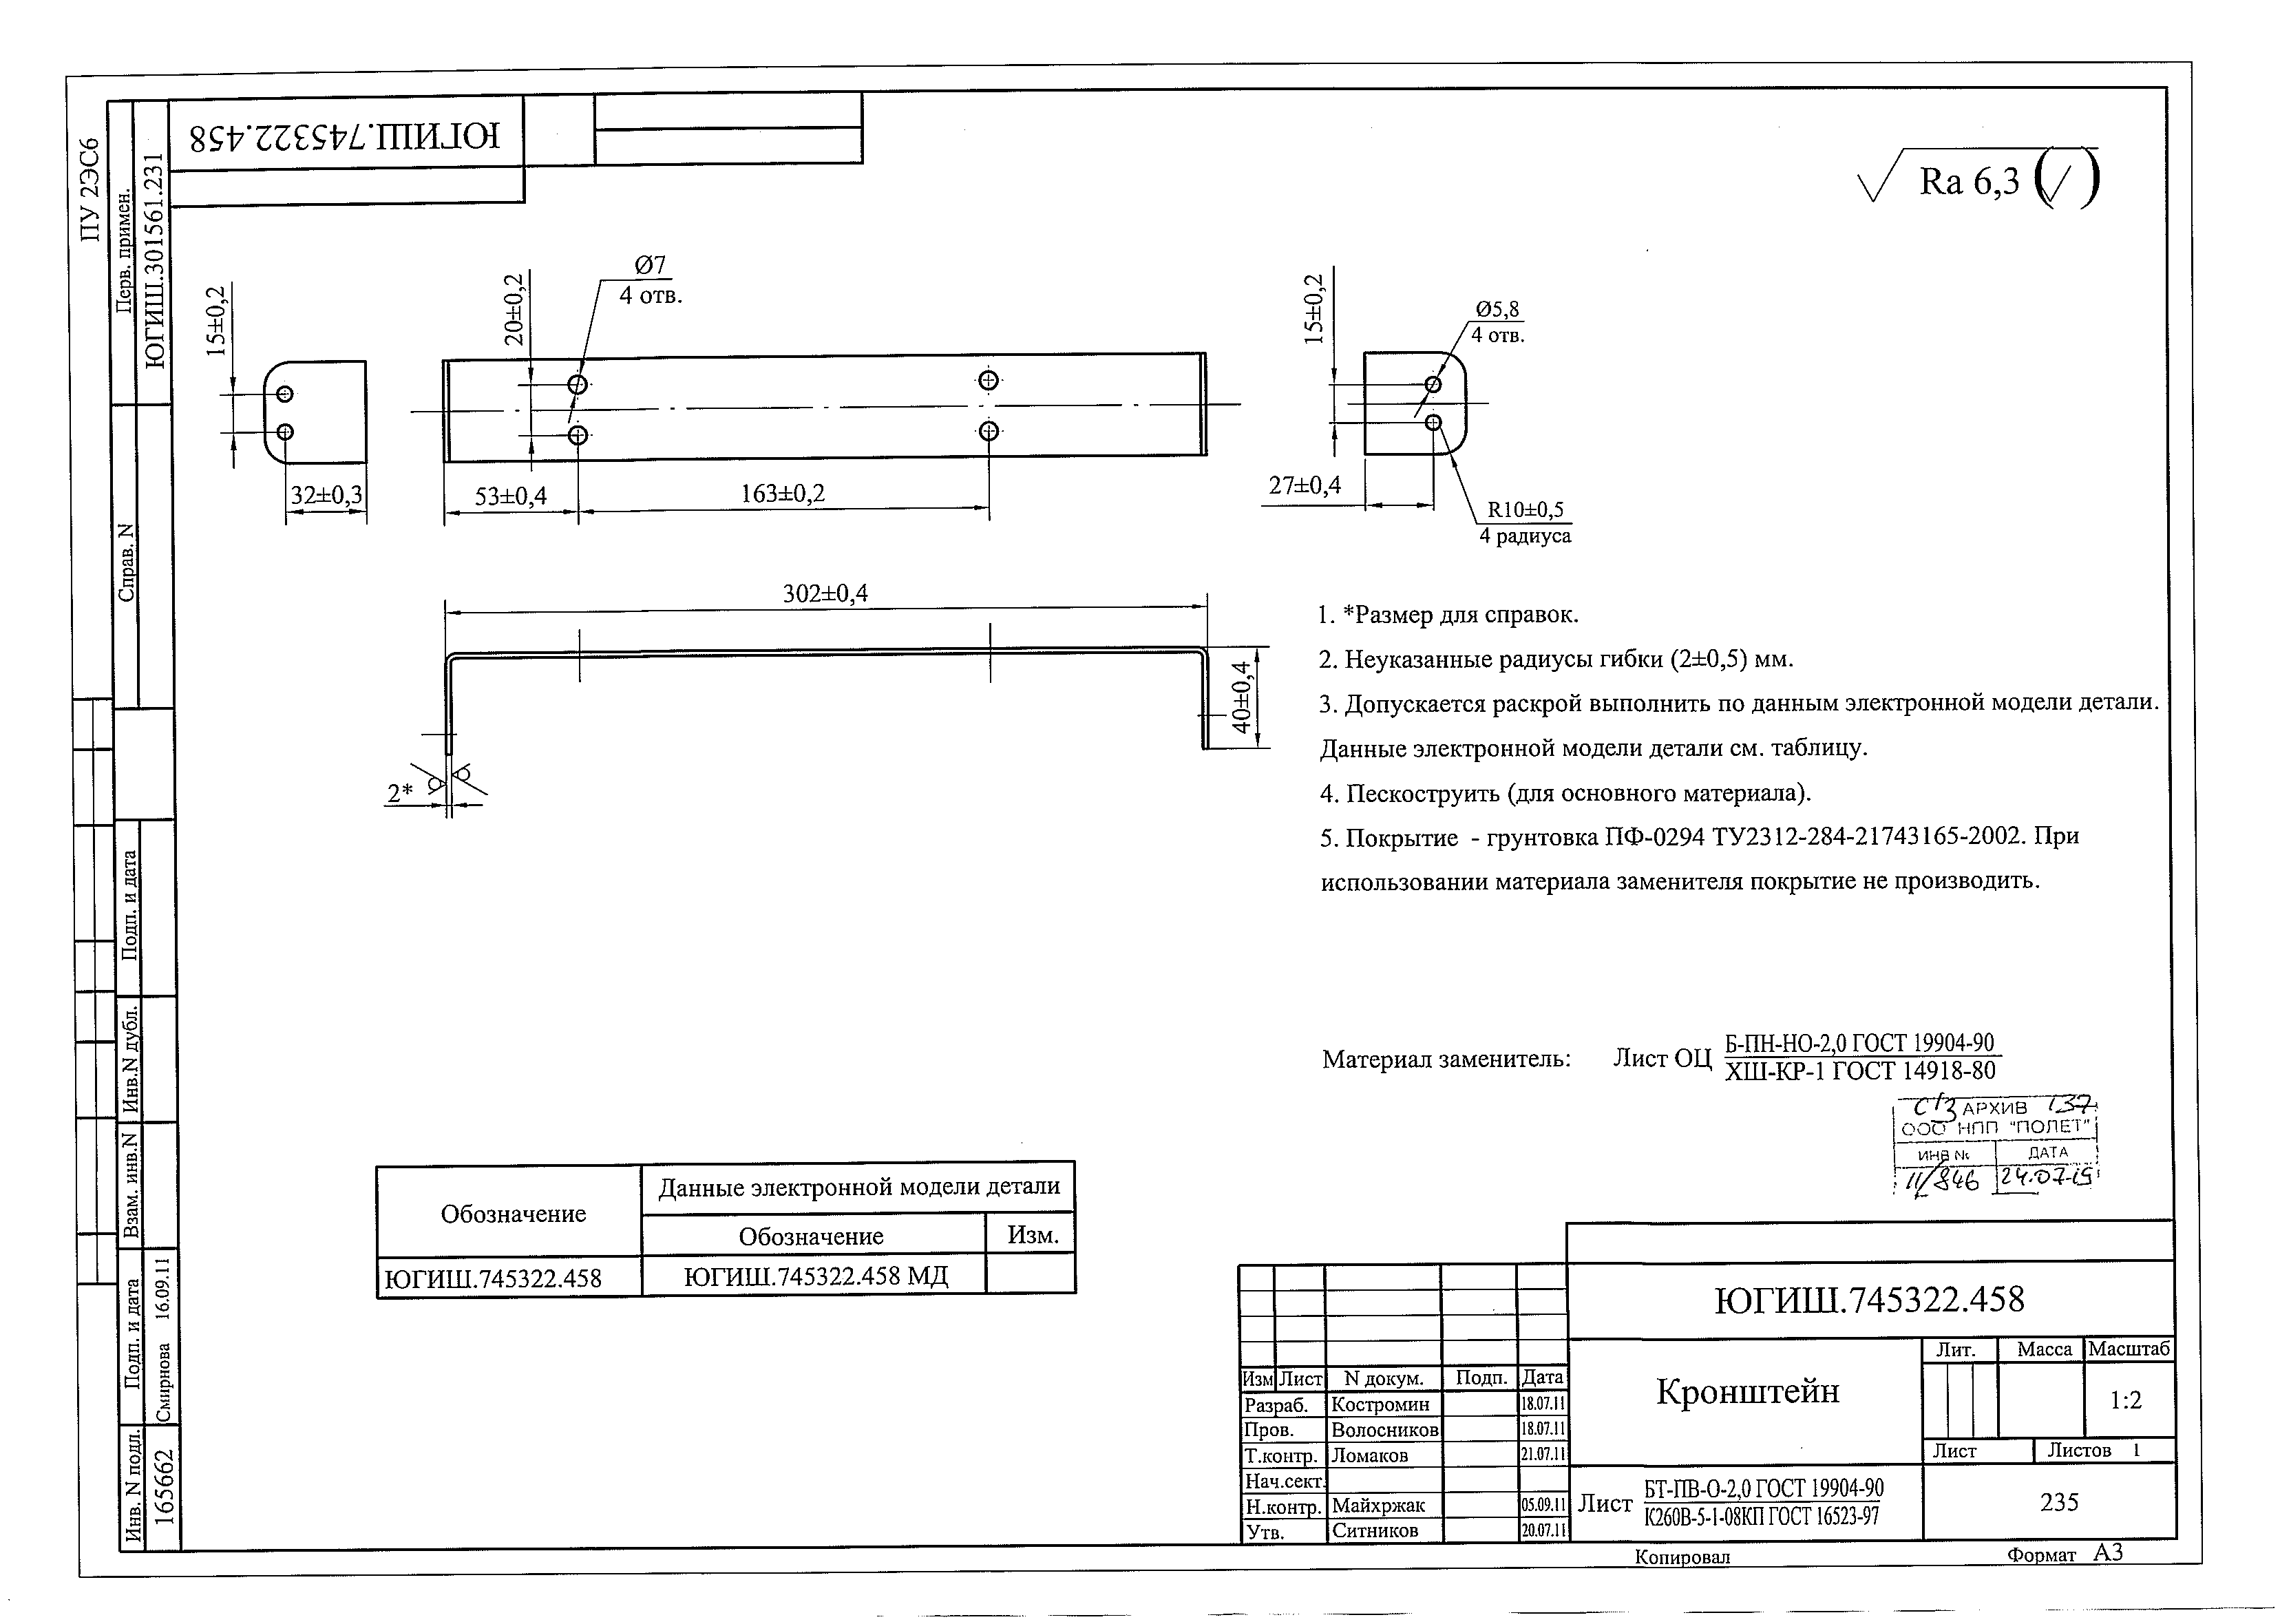 ПУ 2ЭС6
Перв. примен.
ЮГИШ.301561.231
Справ. N
Подп. и дата
Инв.N дубл.
Взам. инв.N
Подп. и дата
Смирнова 16.09.11
Инв. N подл.
165662
ЮГИШ.745322.458
Ra 6,3
15±0,2
32±0,3
Ø7
4 отв.
20±0,2
53±0,4
163±0,2
15±0,2
Ø5,8
4 отв.
27±0,4
R10±0,5
4 радиуса
302±0,4
40±0,4
2*
1. *Размер для справок.
2. Неуказанные радиусы гибки (2±0,5) мм.
3. Допускается раскрой выполнить по данным электронной модели детали.
Данные электронной модели детали см. таблицу.
4. Пескоструить (для основного материала).
5. Покрытие - грунтовка ПФ-0294 ТУ2312-284-21743165-2002. При
использовании материала заменителя покрытие не производить.
Материал заменитель: Лист ОЦ Б-ПН-НО-2,0 ГОСТ 19904-90
ХШ-КР-1 ГОСТ 14918-80
АРХИВ 137
ООО НПП "ПОЛЕТ"
ИНВ № ДАТА
11/846 24.07.15
Обозначение
Данные электронной модели детали
Обозначение Изм.
ЮГИШ.745322.458 ЮГИШ.745322.458 МД
ЮГИШ.745322.458
Кронштейн
Лит. Масса Масштаб
1:2
Лист Листов 1
Изм Лист N докум. Подп. Дата
Разраб. Костромин 18.07.11
Пров. Волосников 18.07.11
Т.контр. Ломаков 21.07.11
Нач.сект.
Н.контр. Майхржак 05.09.11
Утв. Ситников 20.07.11
Лист БТ-ПВ-О-2,0 ГОСТ 19904-90
К260В-5-1-08КП ГОСТ 16523-97
235
Копировал
Формат А3